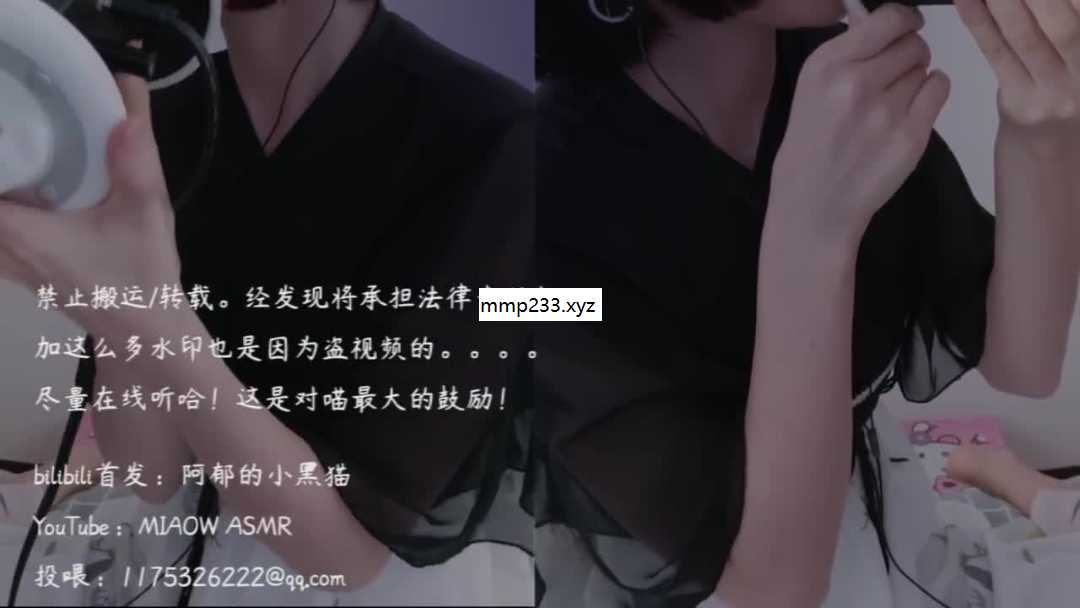 禁止搬运/转载。经发现将承担法律
mmp233.xyz
加这么多水印也是因为盗视频的。。。。
尽量在线听哈！这是对喵最大的鼓励！
bilibili首发：阿郁的小黑猫
YouTube：MIAOW ASMR
投喂：1175326222@qq.com